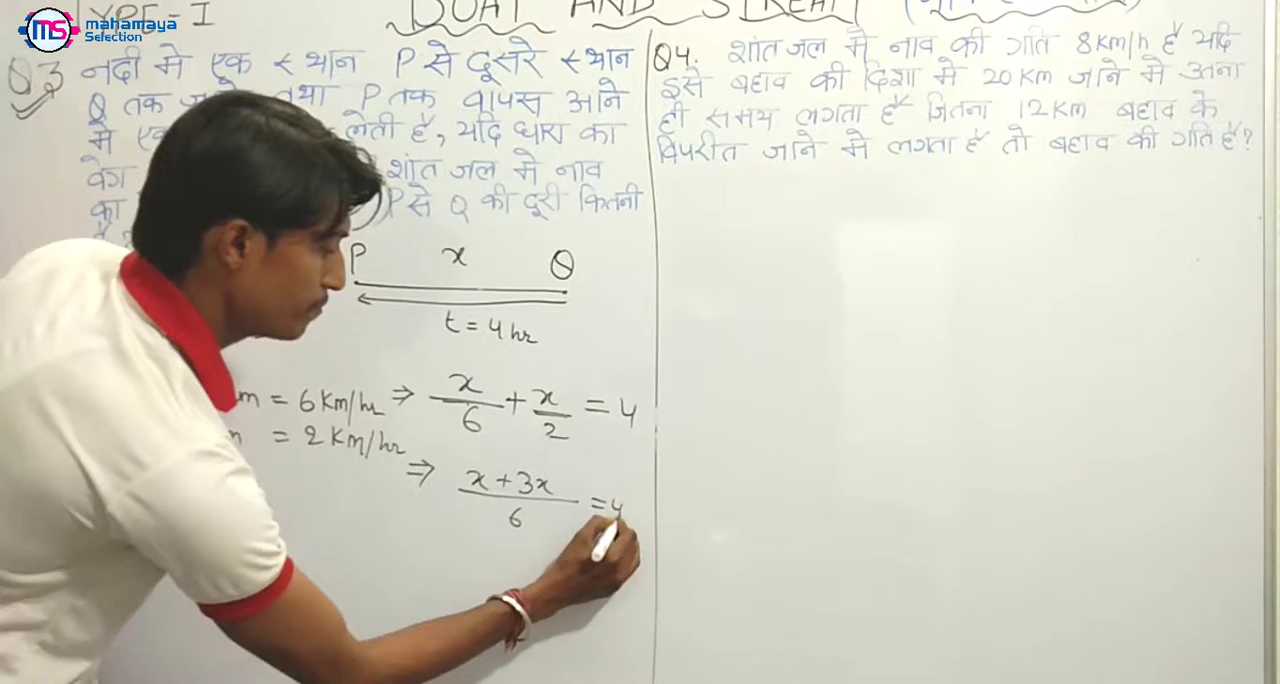 MS mahamaya
Selection
TYPE-I
BOAT AND STREAM
Q3 नदी मे एक स्थान P से दूसरे स्थान
Q तक तथा P तक वापस आने
मे लेती है, यदि धारा का
वेग शांत जल मे नाव
का P से Q की दूरी कितनी
P x Q
t = 4 hr
= 6 Km/hr ⇒ x/6 + x/2 = 4
= 2 Km/hr
⇒ x + 3x / 6 = 4
Q4. शांत जल मे नाव की गति 8 Km/h है यदि
इसे बहाव की दिशा मे 20 Km जाने मे उतना
ही समय लगता है जितना 12 Km बहाव के
विपरीत जाने मे लगता है तो बहाव की गति है?